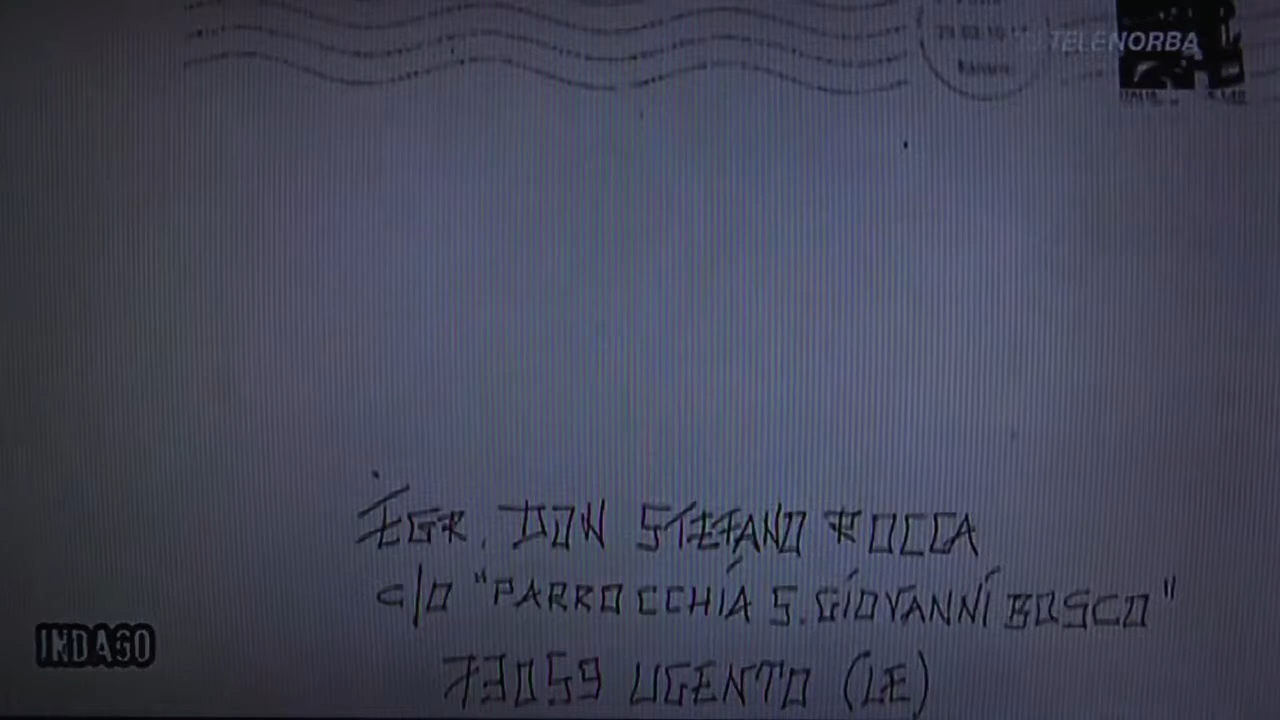 TELENORBA
EGR. DON STEFANO ROCCA
C/O "PARROCCHIA S. GIOVANNI BOSCO"
73059 UGENTO (LE)
INDAGO